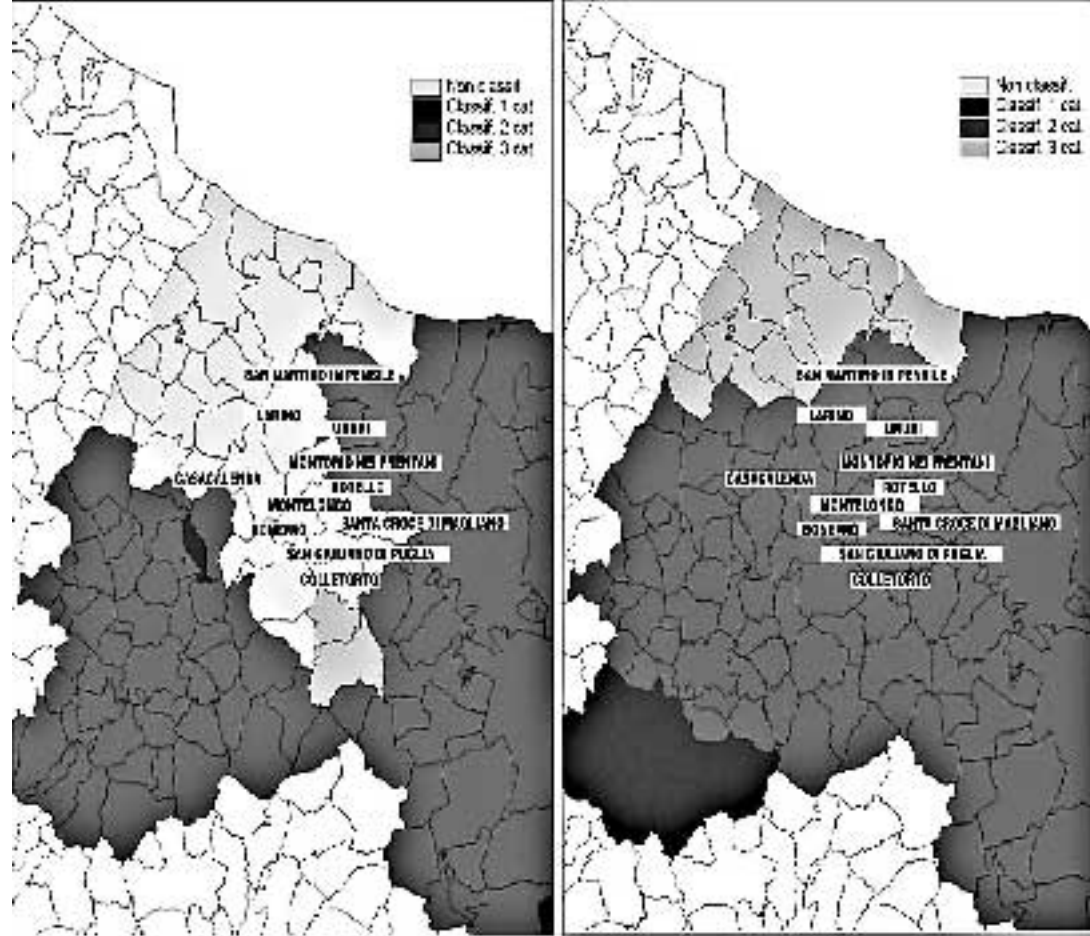 Non classif.
Classif. 1 cat.
Classif. 2 cat.
Classif. 3 cat.
SAN MARTINO IN PENSILE
LARINO
URURI
MONTORIO NEI FRENTANI
CASACALENDA
ROTELLO
MONTELONGO
BONEFRO
SANTA CROCE DI MAGLIANO
SAN GIULIANO DI PUGLIA
COLLETORTO
Non classif.
Classif. 1 cat.
Classif. 2 cat.
Classif. 3 cat.
SAN MARTINO IN PENSILE
LARINO
URURI
MONTORIO NEI FRENTANI
CASACALENDA
ROTELLO
MONTELONGO
BONEFRO
SANTA CROCE DI MAGLIANO
SAN GIULIANO DI PUGLIA
COLLETORTO